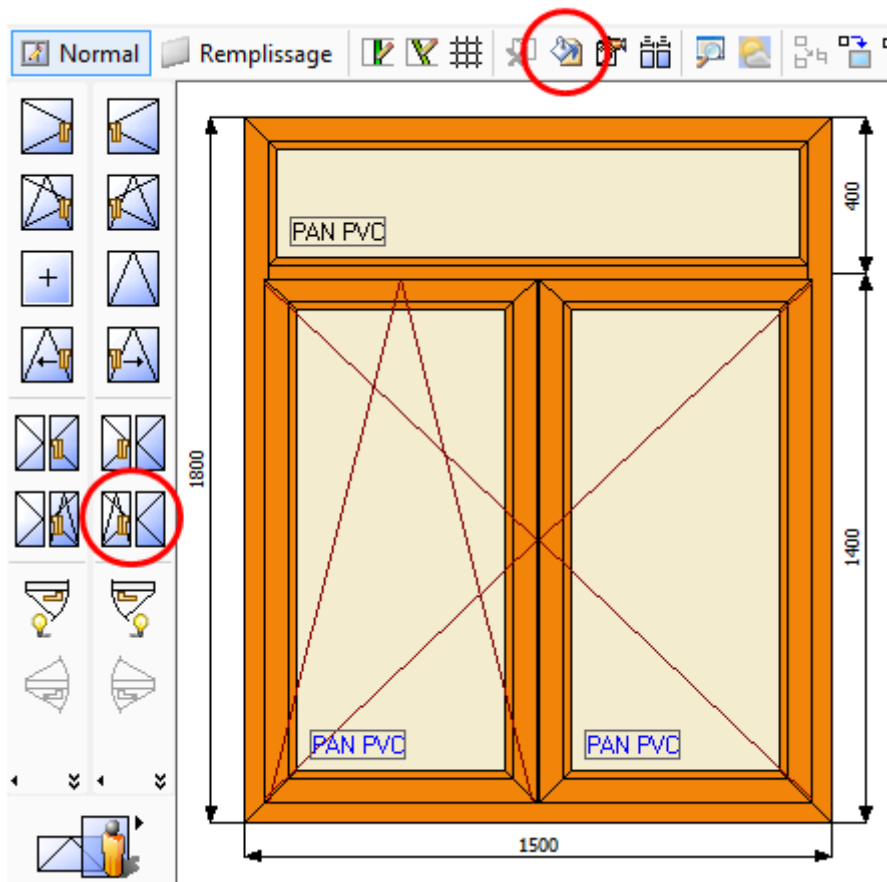 Normal
Remplissage
400
PAN PVC
1800
1400
PAN PVC
PAN PVC
1500